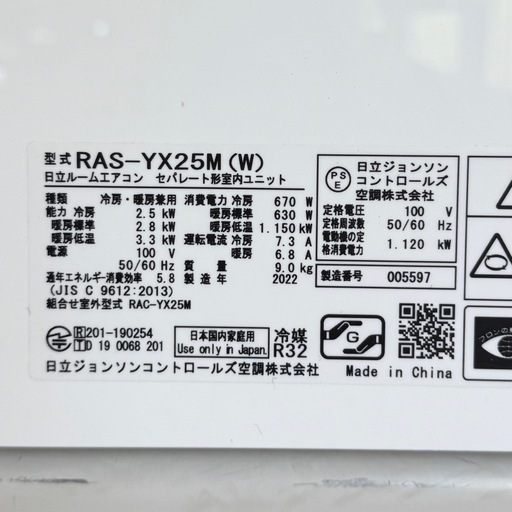 型式 RAS-YX25M(W)
日立ルームエアコン セパレート形室内ユニット
種類 冷房・暖房兼用 消費電力 冷房 670 W
能力 冷房 2.5 kW 暖房標準 630 W
暖房標準 2.8 kW 暖房低温 1.150 kW
暖房低温 3.3 kW 運転電流 冷房 7.3 A
電源 100 V 暖房 6.8 A
50/60 Hz 質量 9.0 kg
通年エネルギー消費効率 5.8 製造年 2022
(JIS C 9612:2013)
組合せ室外型式 RAC-YX25M
PSE
日立ジョンソン
コントロールズ
空調株式会社
定格電圧 100 V
定格周波数 50/60 Hz
電動機の定格消費電力 1.120 kW
製造番号 005597
R 201-190254
T D 19 0068 201
日本国内家庭用
Use only in Japan.
冷媒
R32
G
日立ジョンソンコントロールズ空調株式会社
Made in China
フロンの